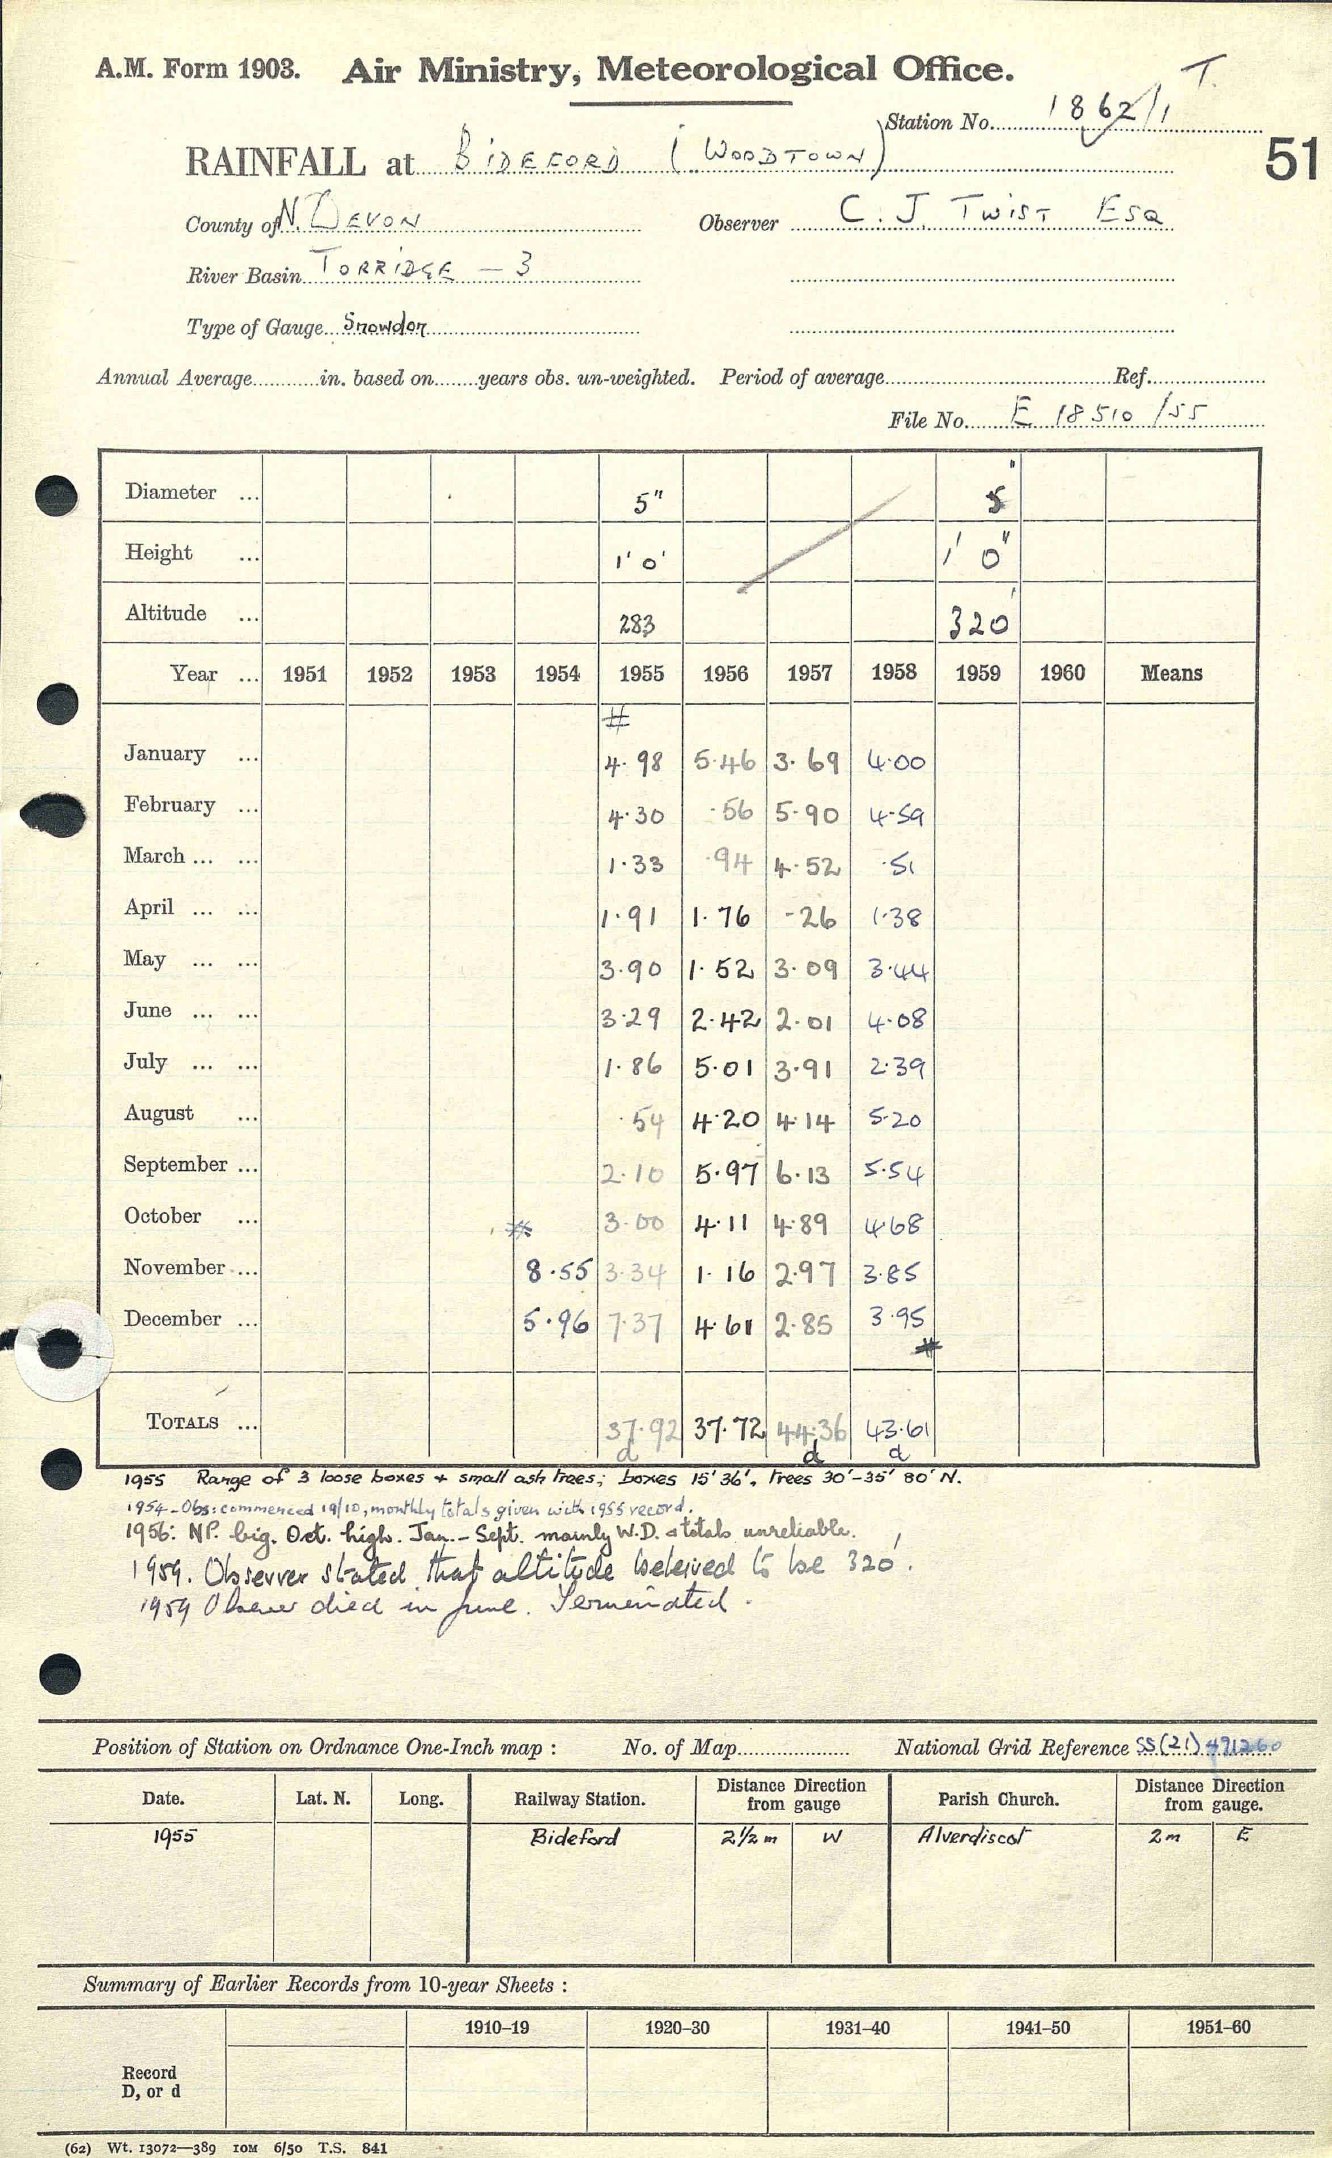 A.M. Form 1903. Air Ministry, Meteorological Office. T.
Station No. 1862/1
RAINFALL at BIDEFORD (WOODTOWN)
51
County of N. DEVON Observer C. J. TWIST ESQ
River Basin TORRIDGE — 3
Type of Gauge Snowdon
Annual Average in. based on years obs. un-weighted. Period of average Ref.
File No. E 18510 /55
Diameter ... 5" 5"
Height ... 1' 0' 1' 0"
Altitude ... 283 320'
Year ... 1951 1952 1953 1954 1955 1956 1957 1958 1959 1960 Means
#
January ... 4.98 5.46 3.69 4.00
February ... 4.30 .56 5.90 4.59
March ... ... 1.33 .94 4.52 .51
April ... ... 1.91 1.76 .26 1.38
May ... ... 3.90 1.52 3.09 3.44
June ... ... 3.29 2.42 2.01 4.08
July ... ... 1.86 5.01 3.91 2.39
August ... .54 4.20 4.14 5.20
September ... 2.10 5.97 6.13 5.54
October ... # 3.00 4.11 4.89 4.68
November ... 8.55 3.34 1.16 2.97 3.85
December ... 5.96 7.37 4.61 2.85 3.95
#
TOTALS ... 37.92 37.72 44.36 43.61
d d d
1955 Range of 3 loose boxes + small ash trees; boxes 15' 36', trees 30'-35' 80' N.
1954 - Obs: commenced 19/10, monthly totals given with 1955 record.
1956: NP. big. Oct. high. Jan. - Sept. mainly W.D. & totals unreliable.
1959. Observer stated that altitude beleived to be 320'.
1959 Observer died in June. Terminated.
Position of Station on Ordnance One-Inch map : No. of Map National Grid Reference SS(21) 491260
Date. Lat. N. Long. Railway Station. Distance from Direction gauge Parish Church. Distance from Direction gauge.
1955 Bideford 2½ m W Alverdiscot 2 m E
Summary of Earlier Records from 10-year Sheets :
1910–19 1920–30 1931–40 1941–50 1951–60
Record
D, or d
(62) Wt. 13072—389 10M 6/50 T.S. 841